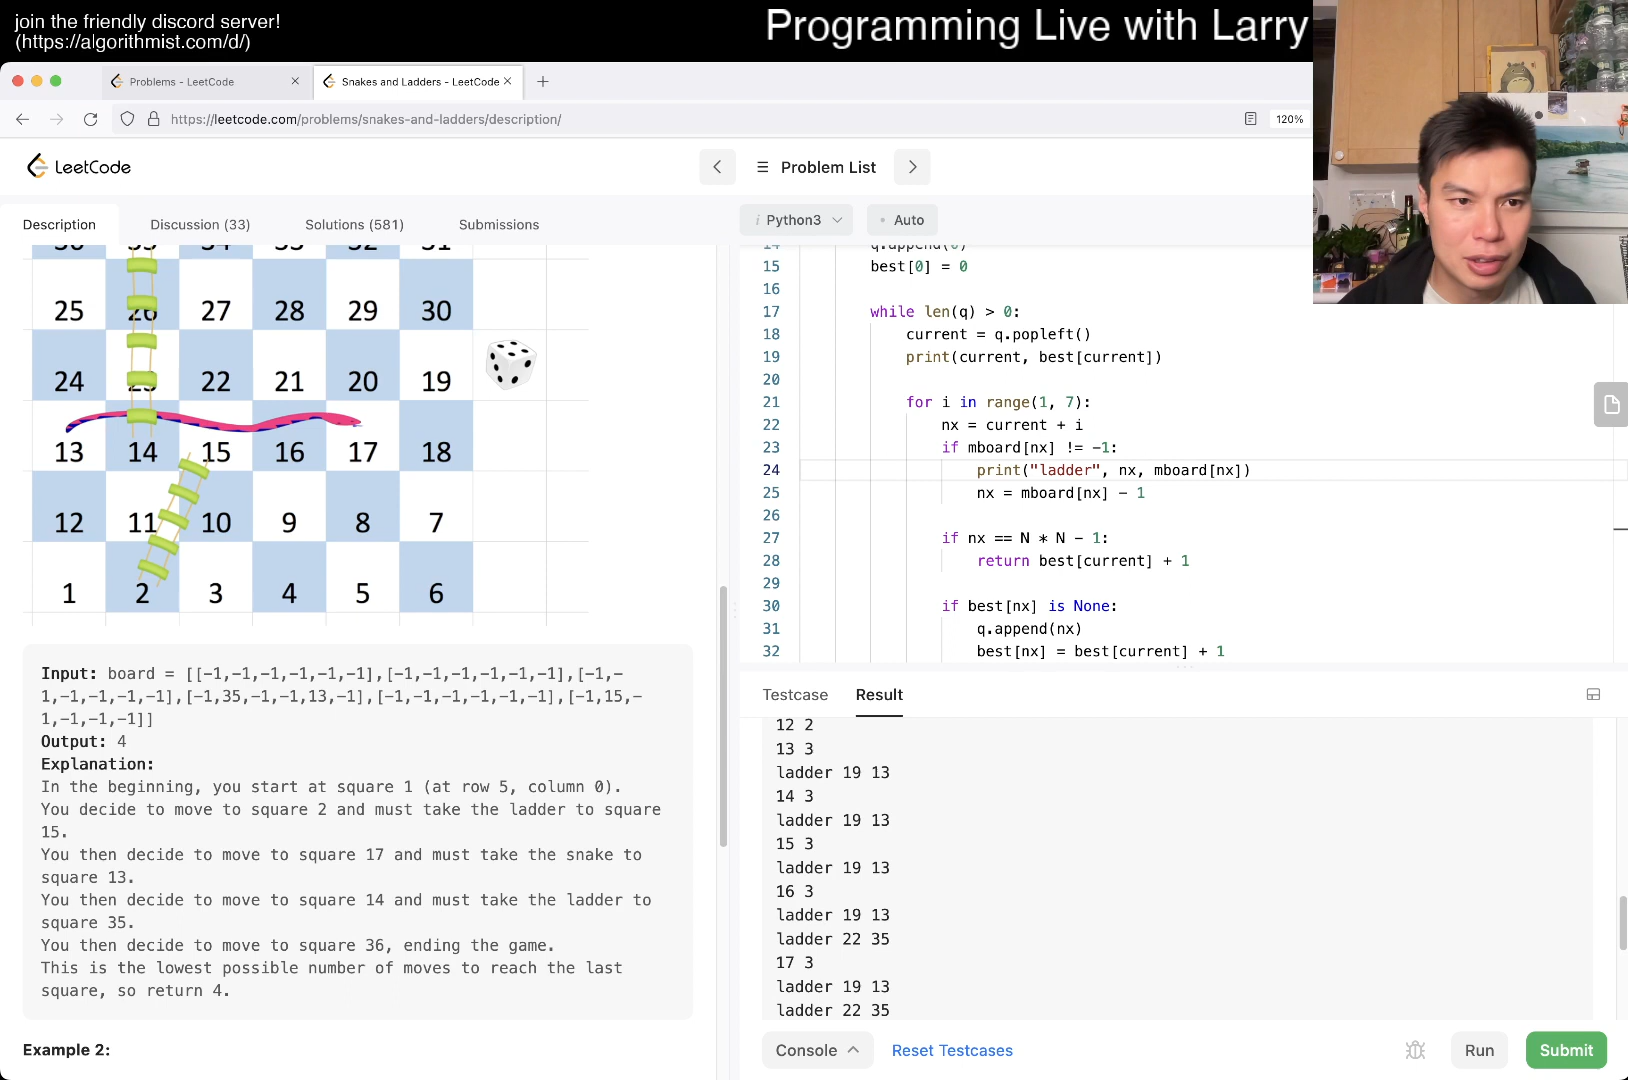 join the friendly discord server!
(https://algorithmist.com/d/)
Programming Live with Larry
Problems - LeetCode
Snakes and Ladders - LeetCode
https://leetcode.com/problems/snakes-and-ladders/description/
120%
LeetCode
Problem List
Description
Discussion (33)
Solutions (581)
Submissions
i Python3
Auto
25 26 27 28 29 30
24 23 22 21 20 19
13 14 15 16 17 18
12 11 10 9 8 7
1 2 3 4 5 6
Input: board = [[-1,-1,-1,-1,-1,-1],[-1,-1,-1,-1,-1,-1],[-1,-
1,-1,-1,-1,-1],[-1,35,-1,-1,13,-1],[-1,-1,-1,-1,-1,-1],[-1,15,-
1,-1,-1,-1]]
Output: 4
Explanation:
In the beginning, you start at square 1 (at row 5, column 0).
You decide to move to square 2 and must take the ladder to square
15.
You then decide to move to square 17 and must take the snake to
square 13.
You then decide to move to square 14 and must take the ladder to
square 35.
You then decide to move to square 36, ending the game.
This is the lowest possible number of moves to reach the last
square, so return 4.
Example 2:
14 q.append(0)
15 best[0] = 0
16
17 while len(q) > 0:
18 current = q.popleft()
19 print(current, best[current])
20
21 for i in range(1, 7):
22 nx = current + i
23 if mboard[nx] != -1:
24 print("ladder", nx, mboard[nx])
25 nx = mboard[nx] - 1
26
27 if nx == N * N - 1:
28 return best[current] + 1
29
30 if best[nx] is None:
31 q.append(nx)
32 best[nx] = best[current] + 1
Testcase
Result
12 2
13 3
ladder 19 13
14 3
ladder 19 13
15 3
ladder 19 13
16 3
ladder 19 13
ladder 22 35
17 3
ladder 19 13
ladder 22 35
Console
Reset Testcases
Run
Submit